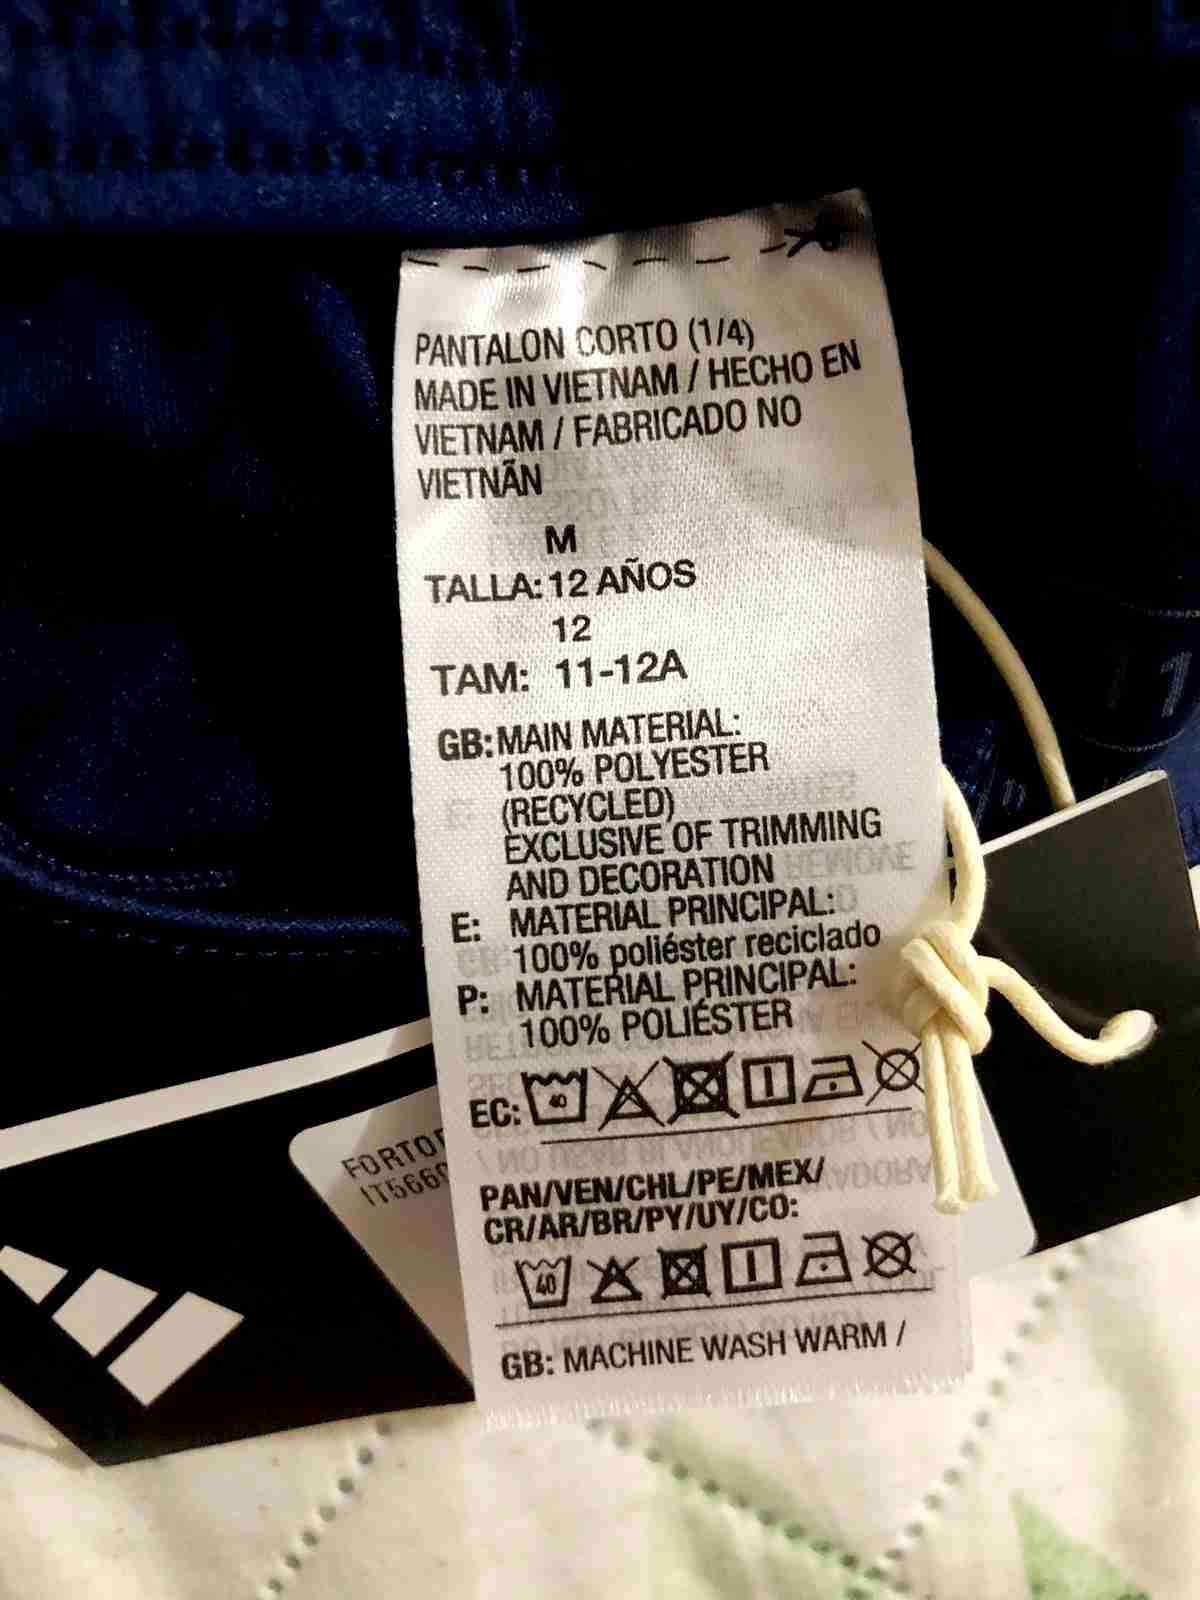 PANTALON CORTO (1/4)
MADE IN VIETNAM / HECHO EN
VIETNAM / FABRICADO NO
VIETNÃN
M
TALLA: 12 AÑOS
12
TAM: 11-12A
GB: MAIN MATERIAL:
100% POLYESTER
(RECYCLED)
EXCLUSIVE OF TRIMMING
AND DECORATION
E: MATERIAL PRINCIPAL:
100% poliéster reciclado
P: MATERIAL PRINCIPAL:
100% POLIÉSTER
EC: 40
PAN/VEN/CHL/PE/MEX/
CR/AR/BR/PY/UY/CO:
40
GB: MACHINE WASH WARM /